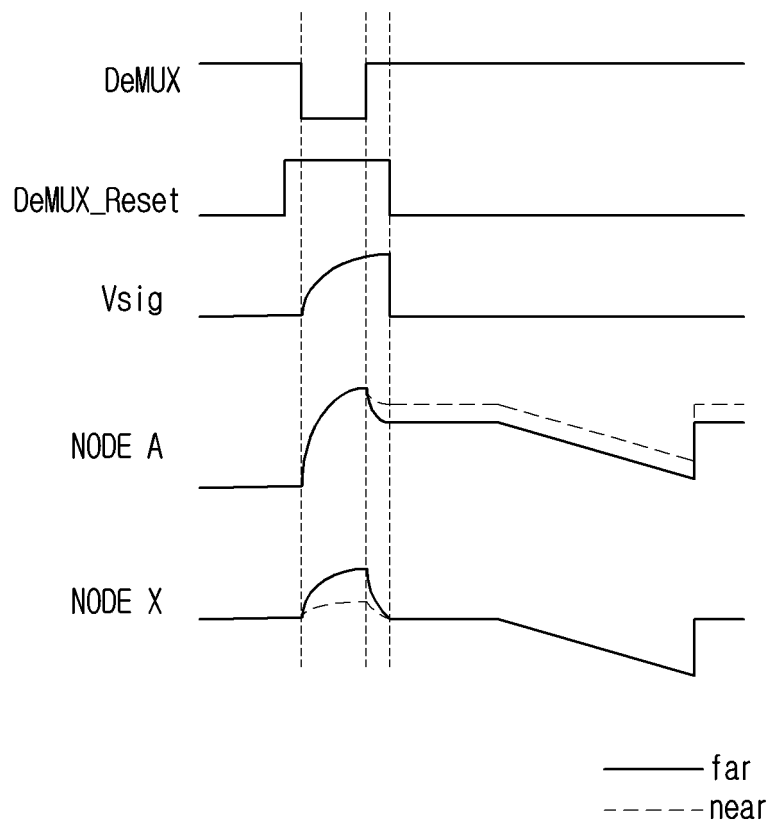 DeMUX
DeMUX_Reset
Vsig
NODE A
NODE X
far
near